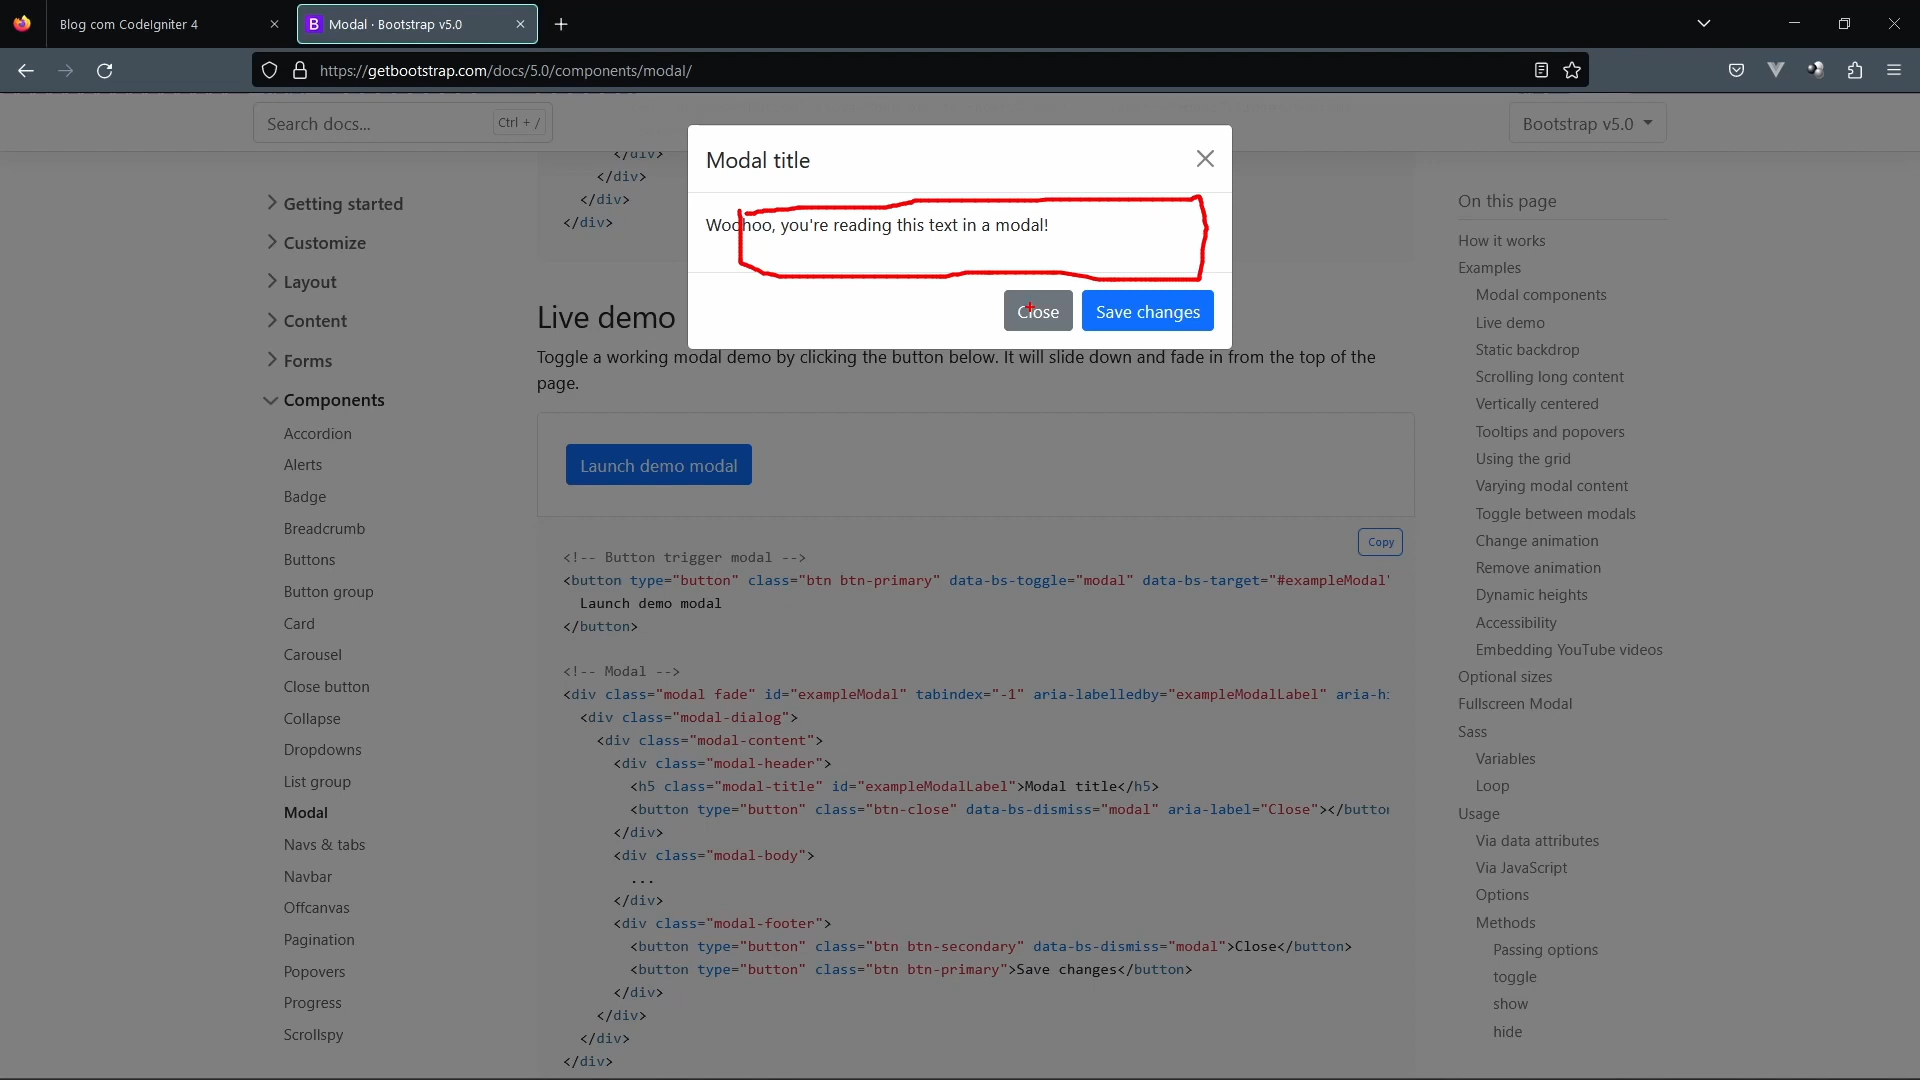 Blog com CodeIgniter 4
B Modal · Bootstrap v5.0
https://getbootstrap.com/docs/5.0/components/modal/
Search docs...
Ctrl + /
Bootstrap v5.0
Getting started
Customize
Layout
Content
Forms
Components
Accordion
Alerts
Badge
Breadcrumb
Buttons
Button group
Card
Carousel
Close button
Collapse
Dropdowns
List group
Modal
Navs & tabs
Navbar
Offcanvas
Pagination
Popovers
Progress
Scrollspy
</div>
</div>
</div>
</div>
Modal title
Woohoo, you're reading this text in a modal!
Close
Save changes
Live demo
Toggle a working modal demo by clicking the button below. It will slide down and fade in from the top of the
page.
Launch demo modal
Copy
<!-- Button trigger modal -->
<button type="button" class="btn btn-primary" data-bs-toggle="modal" data-bs-target="#exampleModal"
Launch demo modal
</button>
<!-- Modal -->
<div class="modal fade" id="exampleModal" tabindex="-1" aria-labelledby="exampleModalLabel" aria-hi
<div class="modal-dialog">
<div class="modal-content">
<div class="modal-header">
<h5 class="modal-title" id="exampleModalLabel">Modal title</h5>
<button type="button" class="btn-close" data-bs-dismiss="modal" aria-label="Close"></button
</div>
<div class="modal-body">
...
</div>
<div class="modal-footer">
<button type="button" class="btn btn-secondary" data-bs-dismiss="modal">Close</button>
<button type="button" class="btn btn-primary">Save changes</button>
</div>
</div>
</div>
</div>
On this page
How it works
Examples
Modal components
Live demo
Static backdrop
Scrolling long content
Vertically centered
Tooltips and popovers
Using the grid
Varying modal content
Toggle between modals
Change animation
Remove animation
Dynamic heights
Accessibility
Embedding YouTube videos
Optional sizes
Fullscreen Modal
Sass
Variables
Loop
Usage
Via data attributes
Via JavaScript
Options
Methods
Passing options
toggle
show
hide